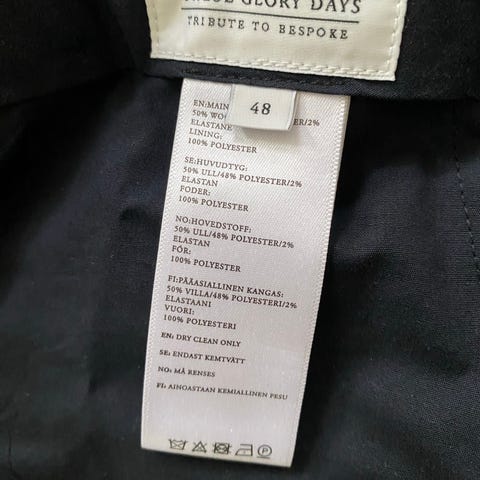 GLORY DAYS
TRIBUTE TO BESPOKE
48
EN:MAIN
50% WO
/2%
ELASTANE
LINING:
100% POLYESTER
SE:HUVUDTYG:
50% ULL/48% POLYESTER/2%
ELASTAN
FODER:
100% POLYESTER
NO:HOVEDSTOFF:
50% ULL/48% POLYESTER/2%
ELASTAN
FÔR:
100% POLYESTER
FI:PÄÄASIALLINEN KANGAS:
50% VILLA/48% POLYESTERI/2%
ELASTAANI
VUORI:
100% POLYESTERI
EN: DRY CLEAN ONLY
SE: ENDAST KEMTVÄTT
NO: MÅ RENSES
FI: AINOASTAAN KEMIALLINEN PESU
P